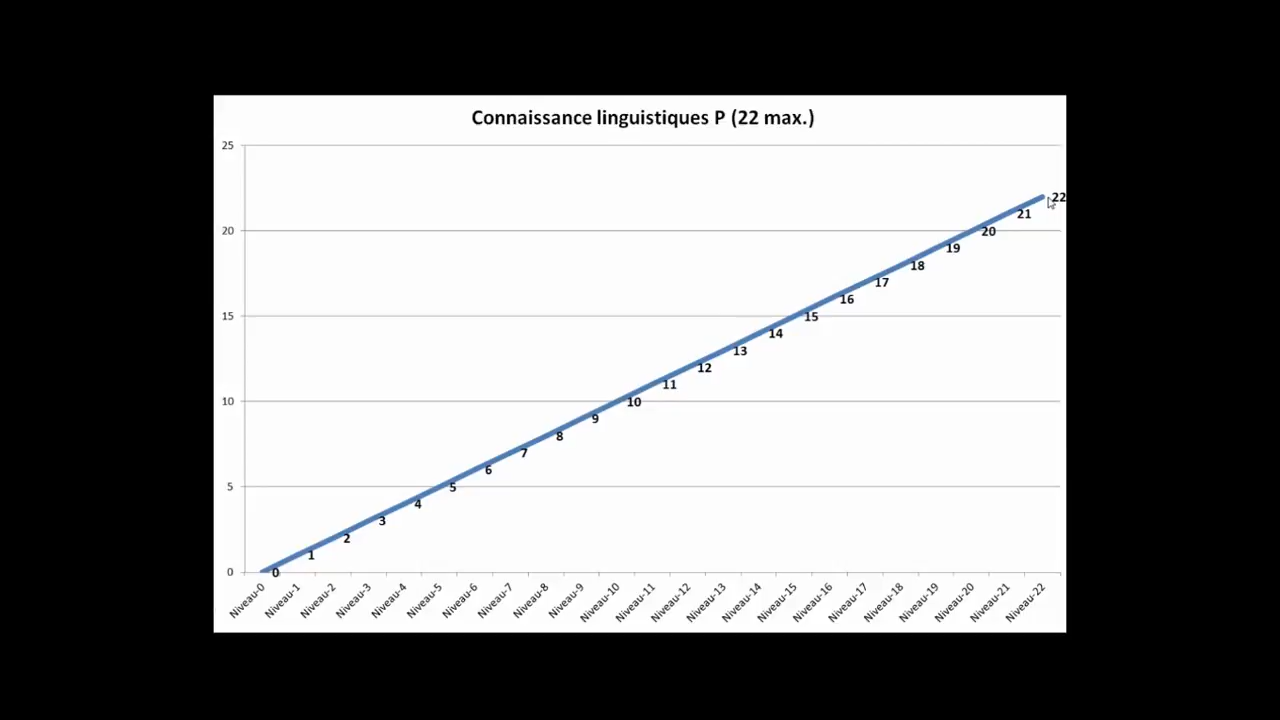 Connaissance linguistiques P (22 max.)
25
20
15
10
5
0
0
1
2
3
4
5
6
7
8
9
10
11
12
13
14
15
16
17
18
19
20
21
22
Niveau-0
Niveau-1
Niveau-2
Niveau-3
Niveau-4
Niveau-5
Niveau-6
Niveau-7
Niveau-8
Niveau-9
Niveau-10
Niveau-11
Niveau-12
Niveau-13
Niveau-14
Niveau-15
Niveau-16
Niveau-17
Niveau-18
Niveau-19
Niveau-20
Niveau-21
Niveau-22